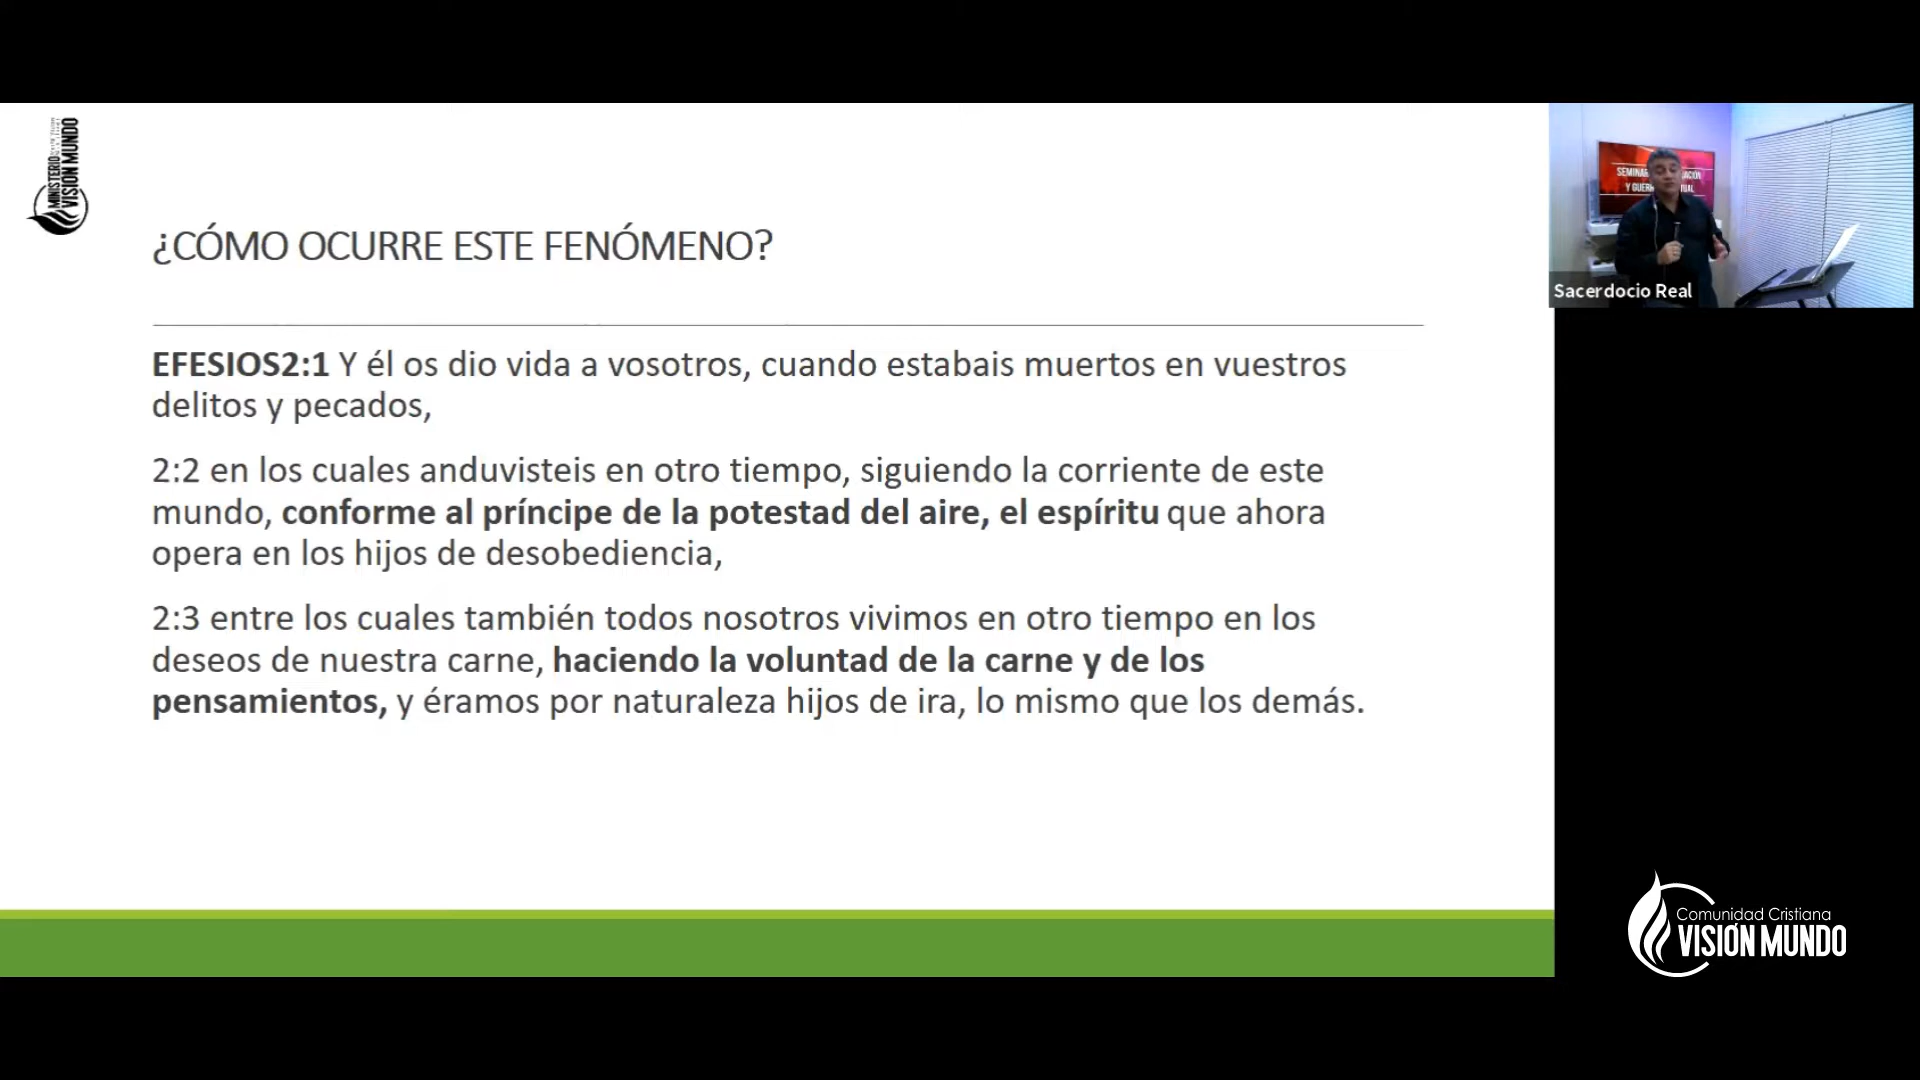 MINISTERIO
VISIÓN MUNDO
¿CÓMO OCURRE ESTE FENÓMENO?
EFESIOS2:1 Y él os dio vida a vosotros, cuando estabais muertos en vuestros
delitos y pecados,
2:2 en los cuales anduvisteis en otro tiempo, siguiendo la corriente de este
mundo, conforme al príncipe de la potestad del aire, el espíritu que ahora
opera en los hijos de desobediencia,
2:3 entre los cuales también todos nosotros vivimos en otro tiempo en los
deseos de nuestra carne, haciendo la voluntad de la carne y de los
pensamientos, y éramos por naturaleza hijos de ira, lo mismo que los demás.
Sacerdocio Real
Comunidad Cristiana
VISIÓN MUNDO